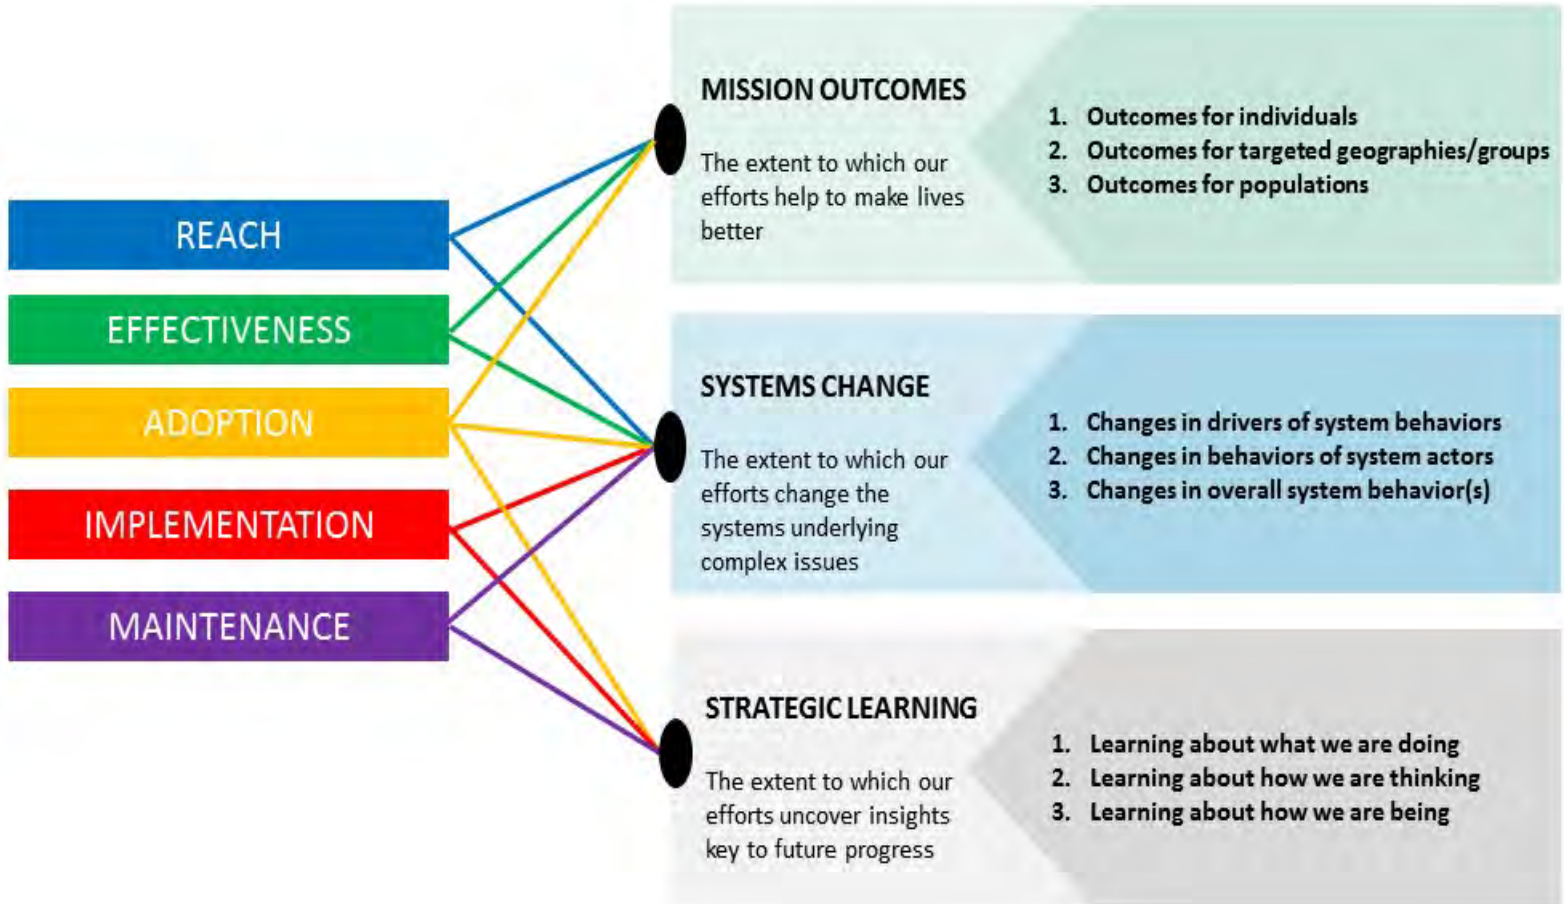 REACH
EFFECTIVENESS
ADOPTION
IMPLEMENTATION
MAINTENANCE
MISSION OUTCOMES
The extent to which our
efforts help to make lives
better
1. Outcomes for individuals
2. Outcomes for targeted geographies/groups
3. Outcomes for populations
SYSTEMS CHANGE
The extent to which our
efforts change the
systems underlying
complex issues
1. Changes in drivers of system behaviors
2. Changes in behaviors of system actors
3. Changes in overall system behavior(s)
STRATEGIC LEARNING
The extent to which our
efforts uncover insights
key to future progress
1. Learning about what we are doing
2. Learning about how we are thinking
3. Learning about how we are being